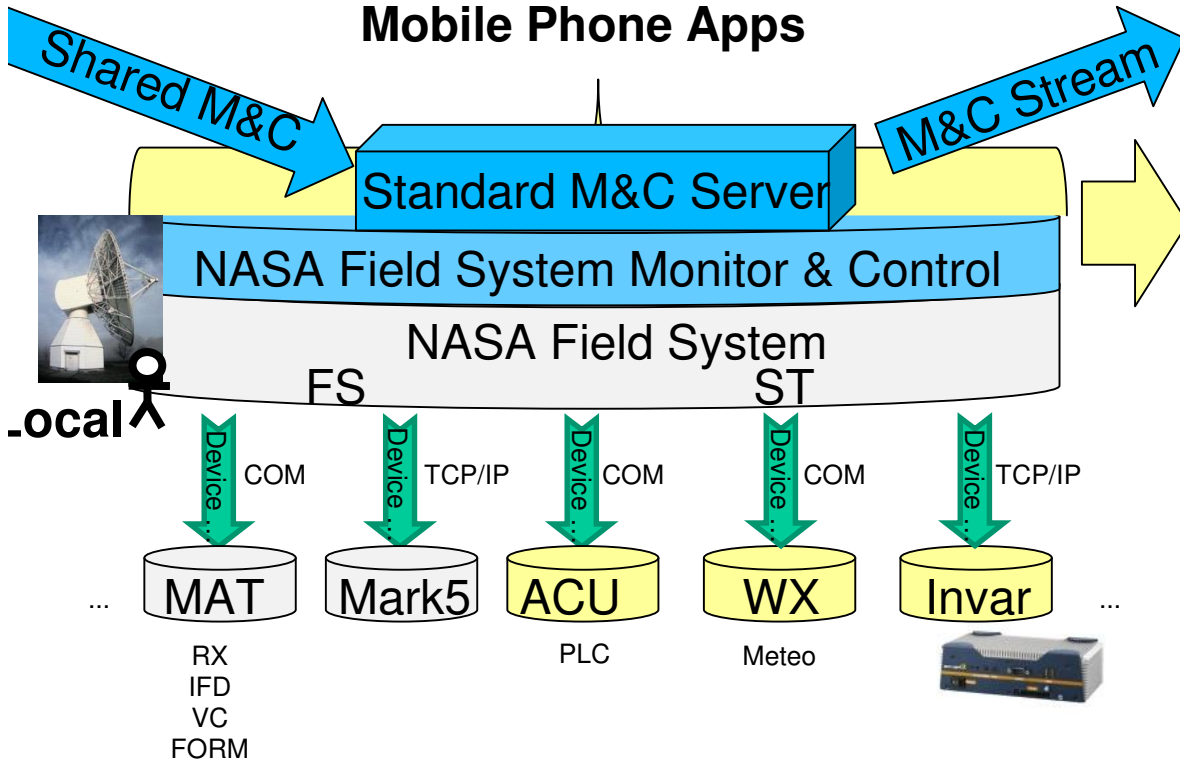 Mobile Phone Apps
Shared M&C
M&C Stream
Standard M&C Server
NASA Field System Monitor & Control
NASA Field System
FS
ST
Local
Device ...
COM
Device ...
TCP/IP
Device ...
COM
Device ...
COM
Device ...
TCP/IP
...
MAT
Mark5
ACU
WX
Invar
...
RX
IFD
VC
FORM
PLC
Meteo